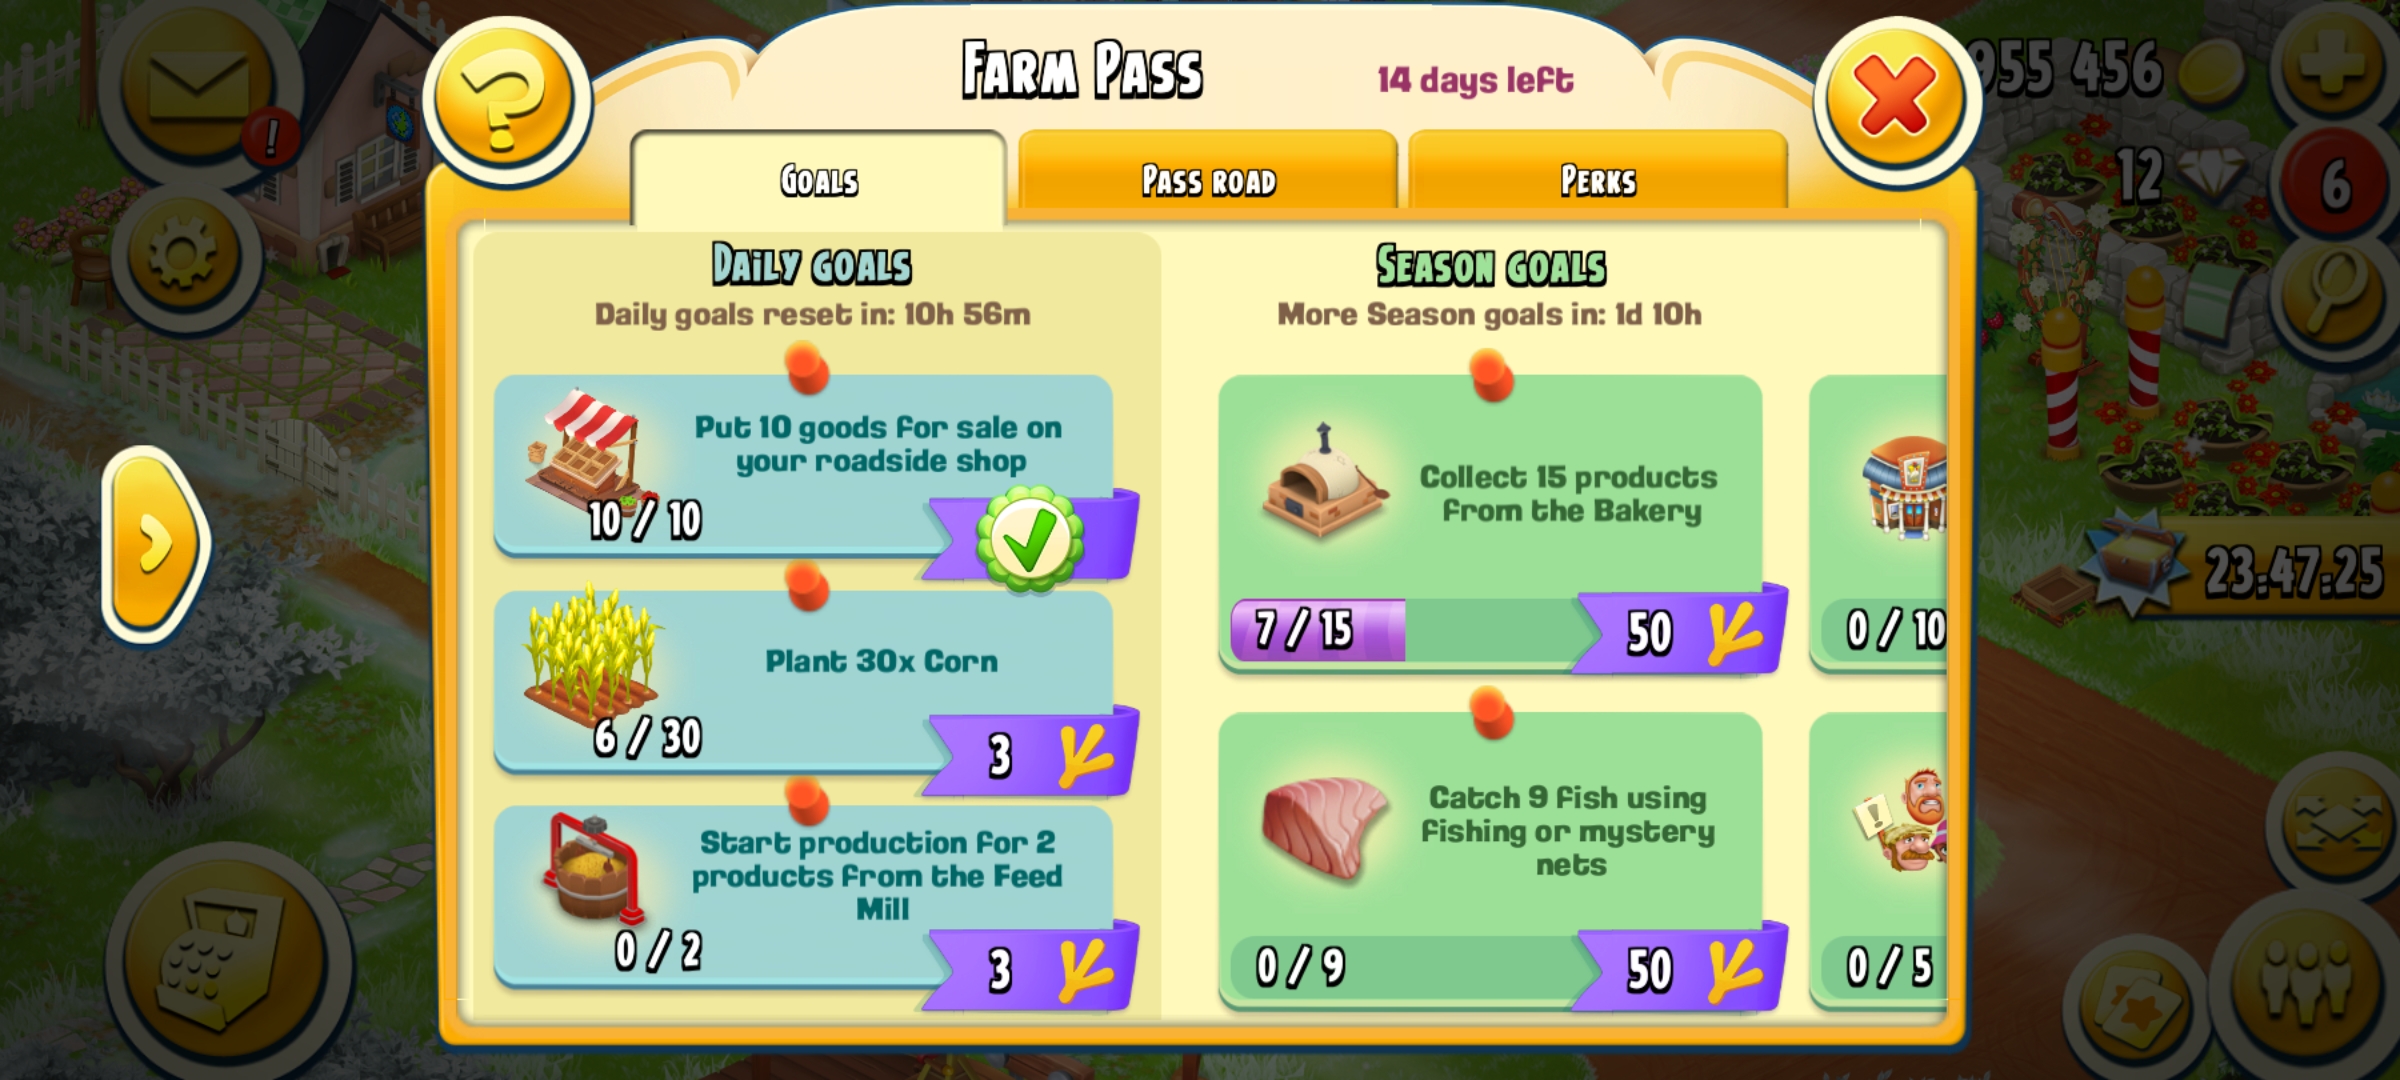 FARM PASS
14 days left
955 456
12
6
GOALS
PASS ROAD
PERKS
DAILY GOALS
Daily goals reset in: 10h 56m
Put 10 goods for sale on
your roadside shop
10 / 10
Plant 30x Corn
6 / 30
3
Start production for 2
products from the Feed
Mill
0 / 2
3
SEASON GOALS
More Season goals in: 1d 10h
Collect 15 products
from the Bakery
7 / 15
50
0 / 10
Catch 9 fish using
fishing or mystery
nets
0 / 9
50
0 / 5
23:47:25